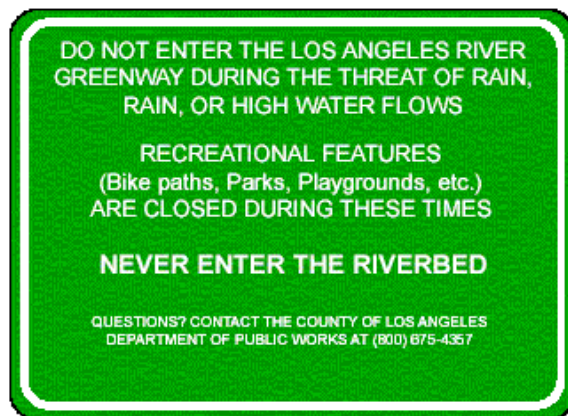 DO NOT ENTER THE LOS ANGELES RIVER
GREENWAY DURING THE THREAT OF RAIN,
RAIN, OR HIGH WATER FLOWS
RECREATIONAL FEATURES
(Bike paths, Parks, Playgrounds, etc.)
ARE CLOSED DURING THESE TIMES
NEVER ENTER THE RIVERBED
QUESTIONS? CONTACT THE COUNTY OF LOS ANGELES
DEPARTMENT OF PUBLIC WORKS AT (800) 675-4357